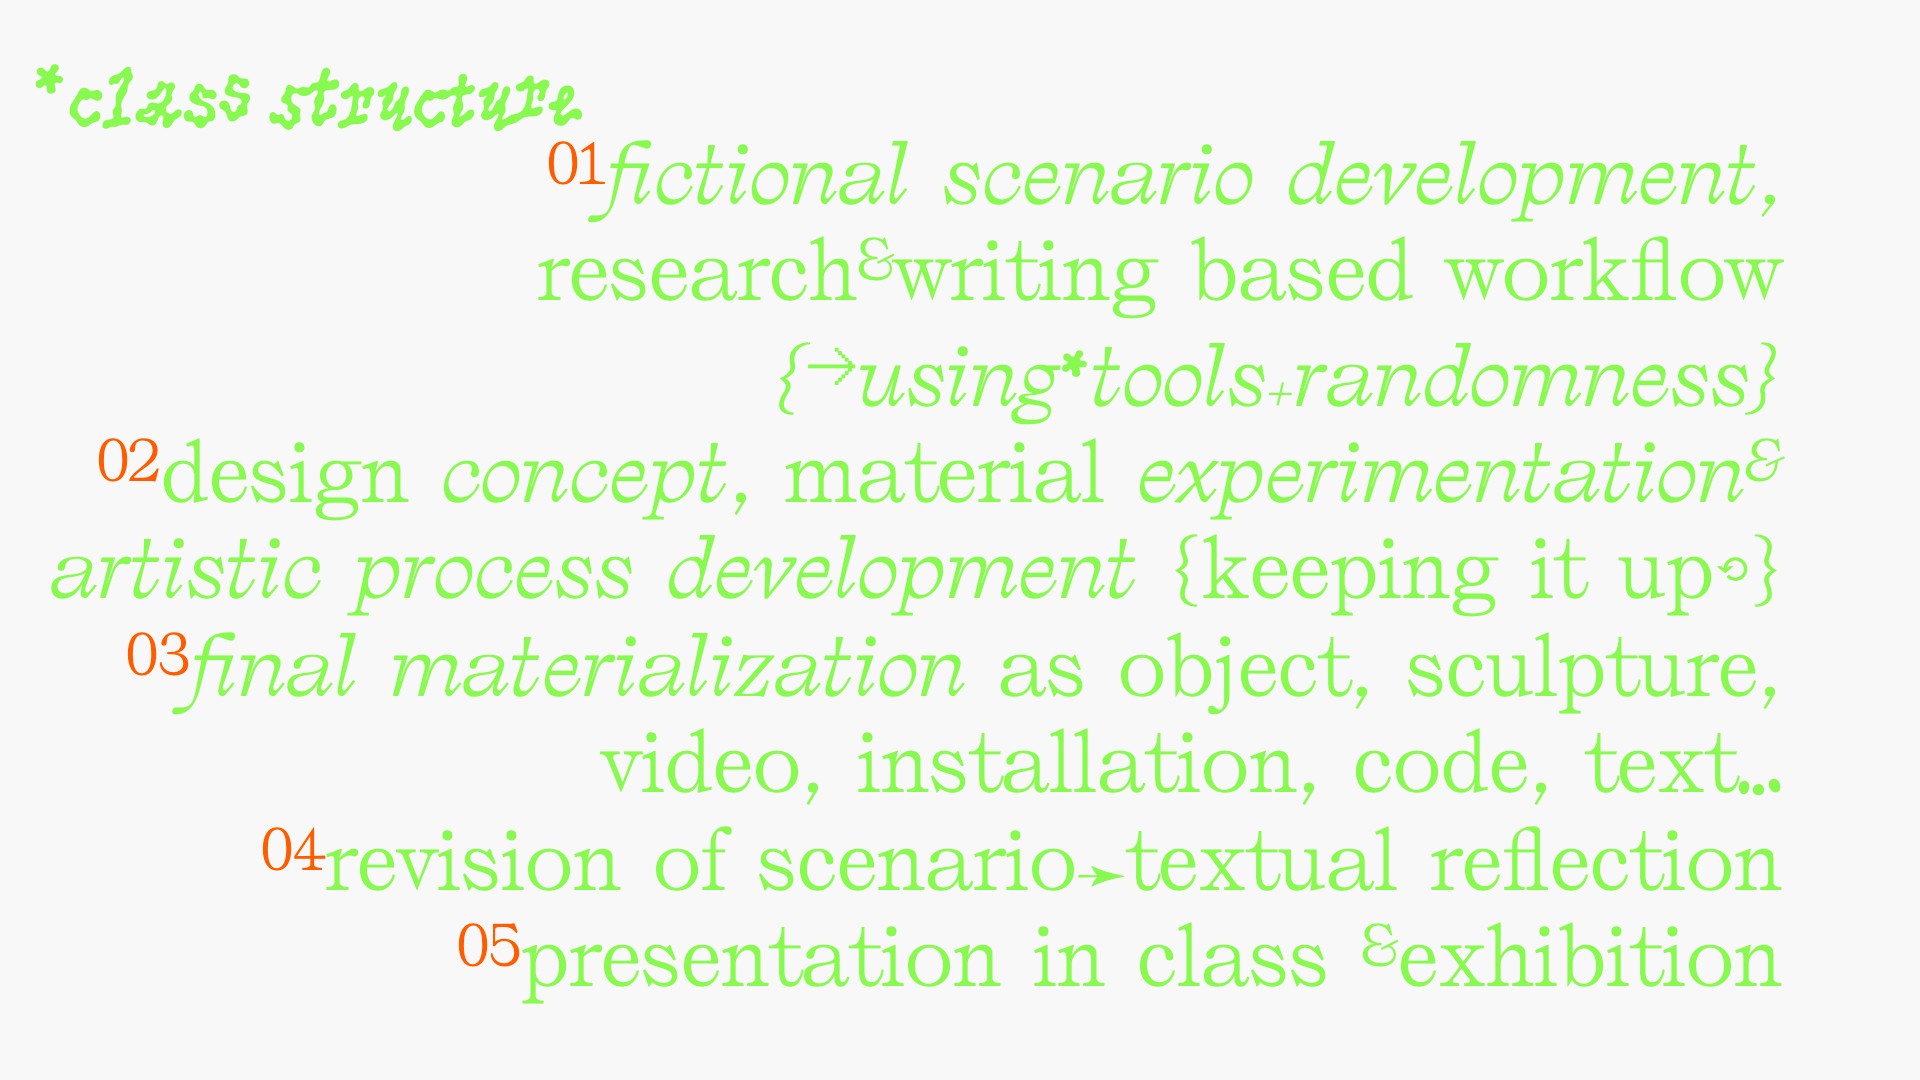 *class structure
01fictional scenario development,
research&writing based workflow
{→using*tools+randomness}
02design concept, material experimentation&
artistic process development {keeping it up⟲}
03final materialization as object, sculpture,
video, installation, code, text...
04revision of scenario➛textual reflection
05presentation in class &exhibition